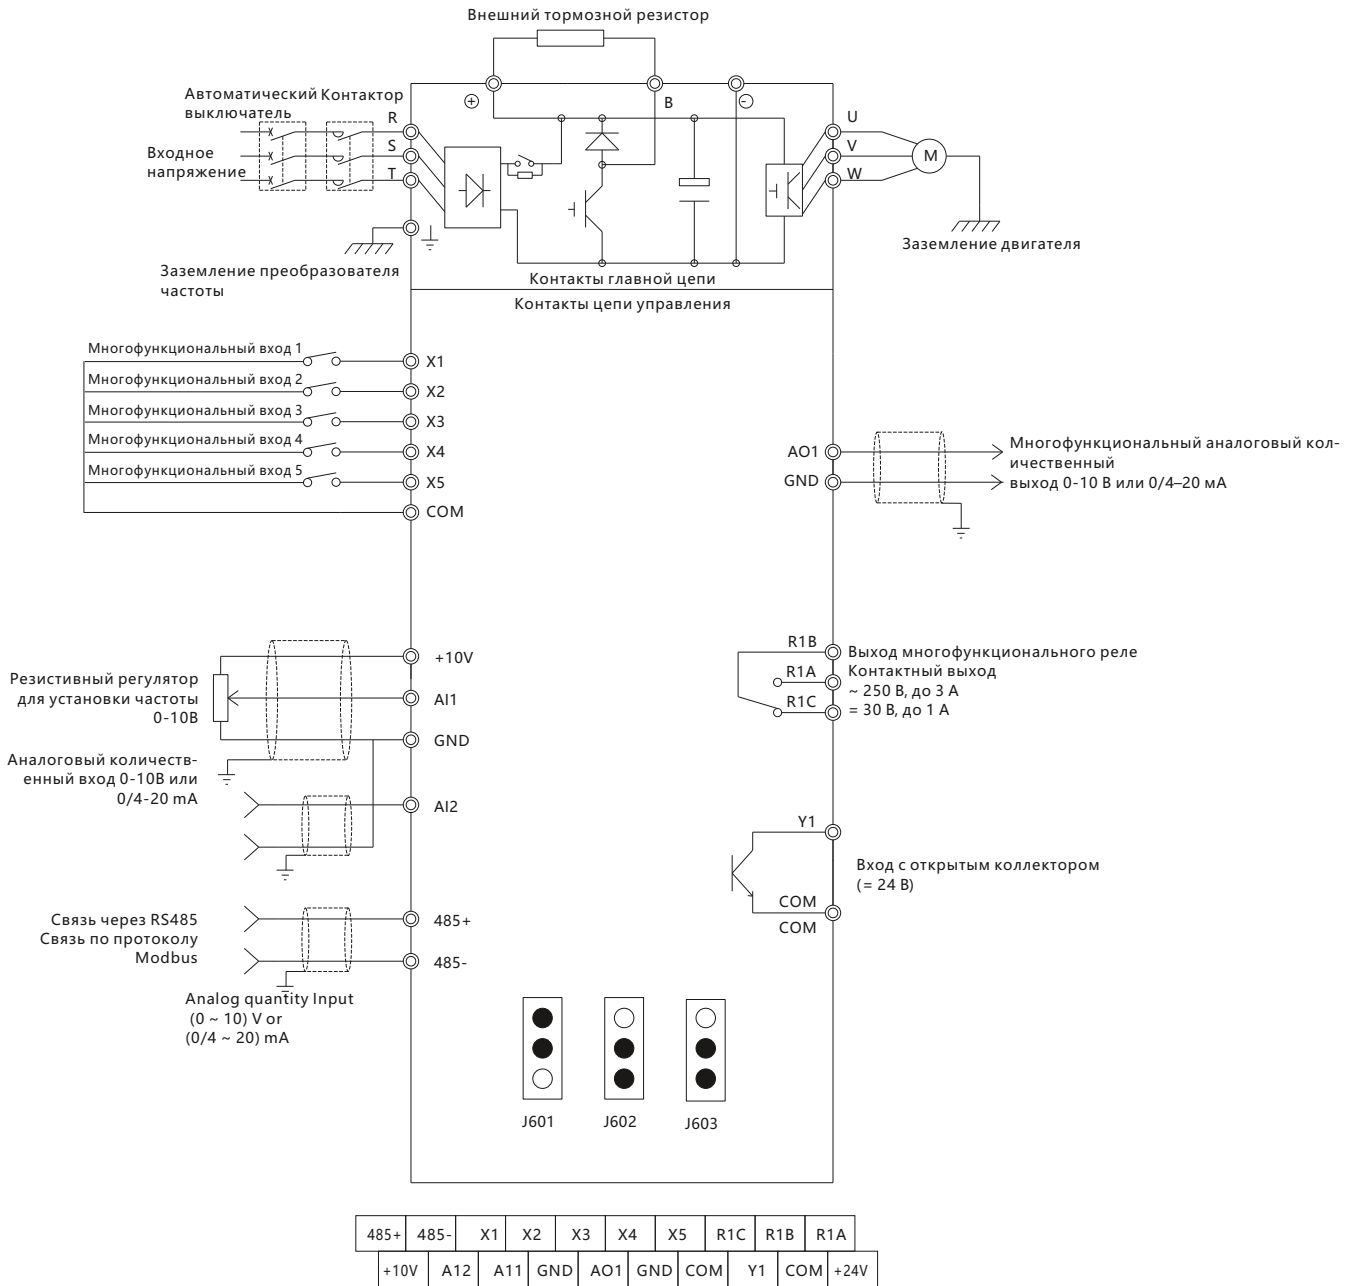 Внешний тормозной резистор
Автоматический
выключатель
Контактор
+
B
-
R
S
T
Входное
напряжение
U
V
W
M
Заземление двигателя
Заземление преобразователя
частоты
Контакты главной цепи
Контакты цепи управления
Многофункциональный вход 1
X1
Многофункциональный вход 2
X2
Многофункциональный вход 3
X3
Многофункциональный вход 4
X4
Многофункциональный вход 5
X5
COM
AO1
GND
Многофункциональный аналоговый кол-
ичественный
выход 0-10 В или 0/4–20 мА
Резистивный регулятор
для установки частоты
0-10В
+10V
AI1
GND
Аналоговый количеств-
енный вход 0-10В или
0/4-20 mA
AI2
R1B
R1A
R1C
Выход многофункционального реле
Контактный выход
~ 250 В, до 3 А
= 30 В, до 1 А
Y1
COM
COM
Вход с открытым коллектором
(= 24 В)
Связь через RS485
Связь по протоколу
Modbus
485+
485-
Analog quantity Input
(0 ~ 10) V or
(0/4 ~ 20) mA
J601
J602
J603
485+ 485- X1 X2 X3 X4 X5 R1C R1B R1A
+10V A12 A11 GND AO1 GND COM Y1 COM +24V